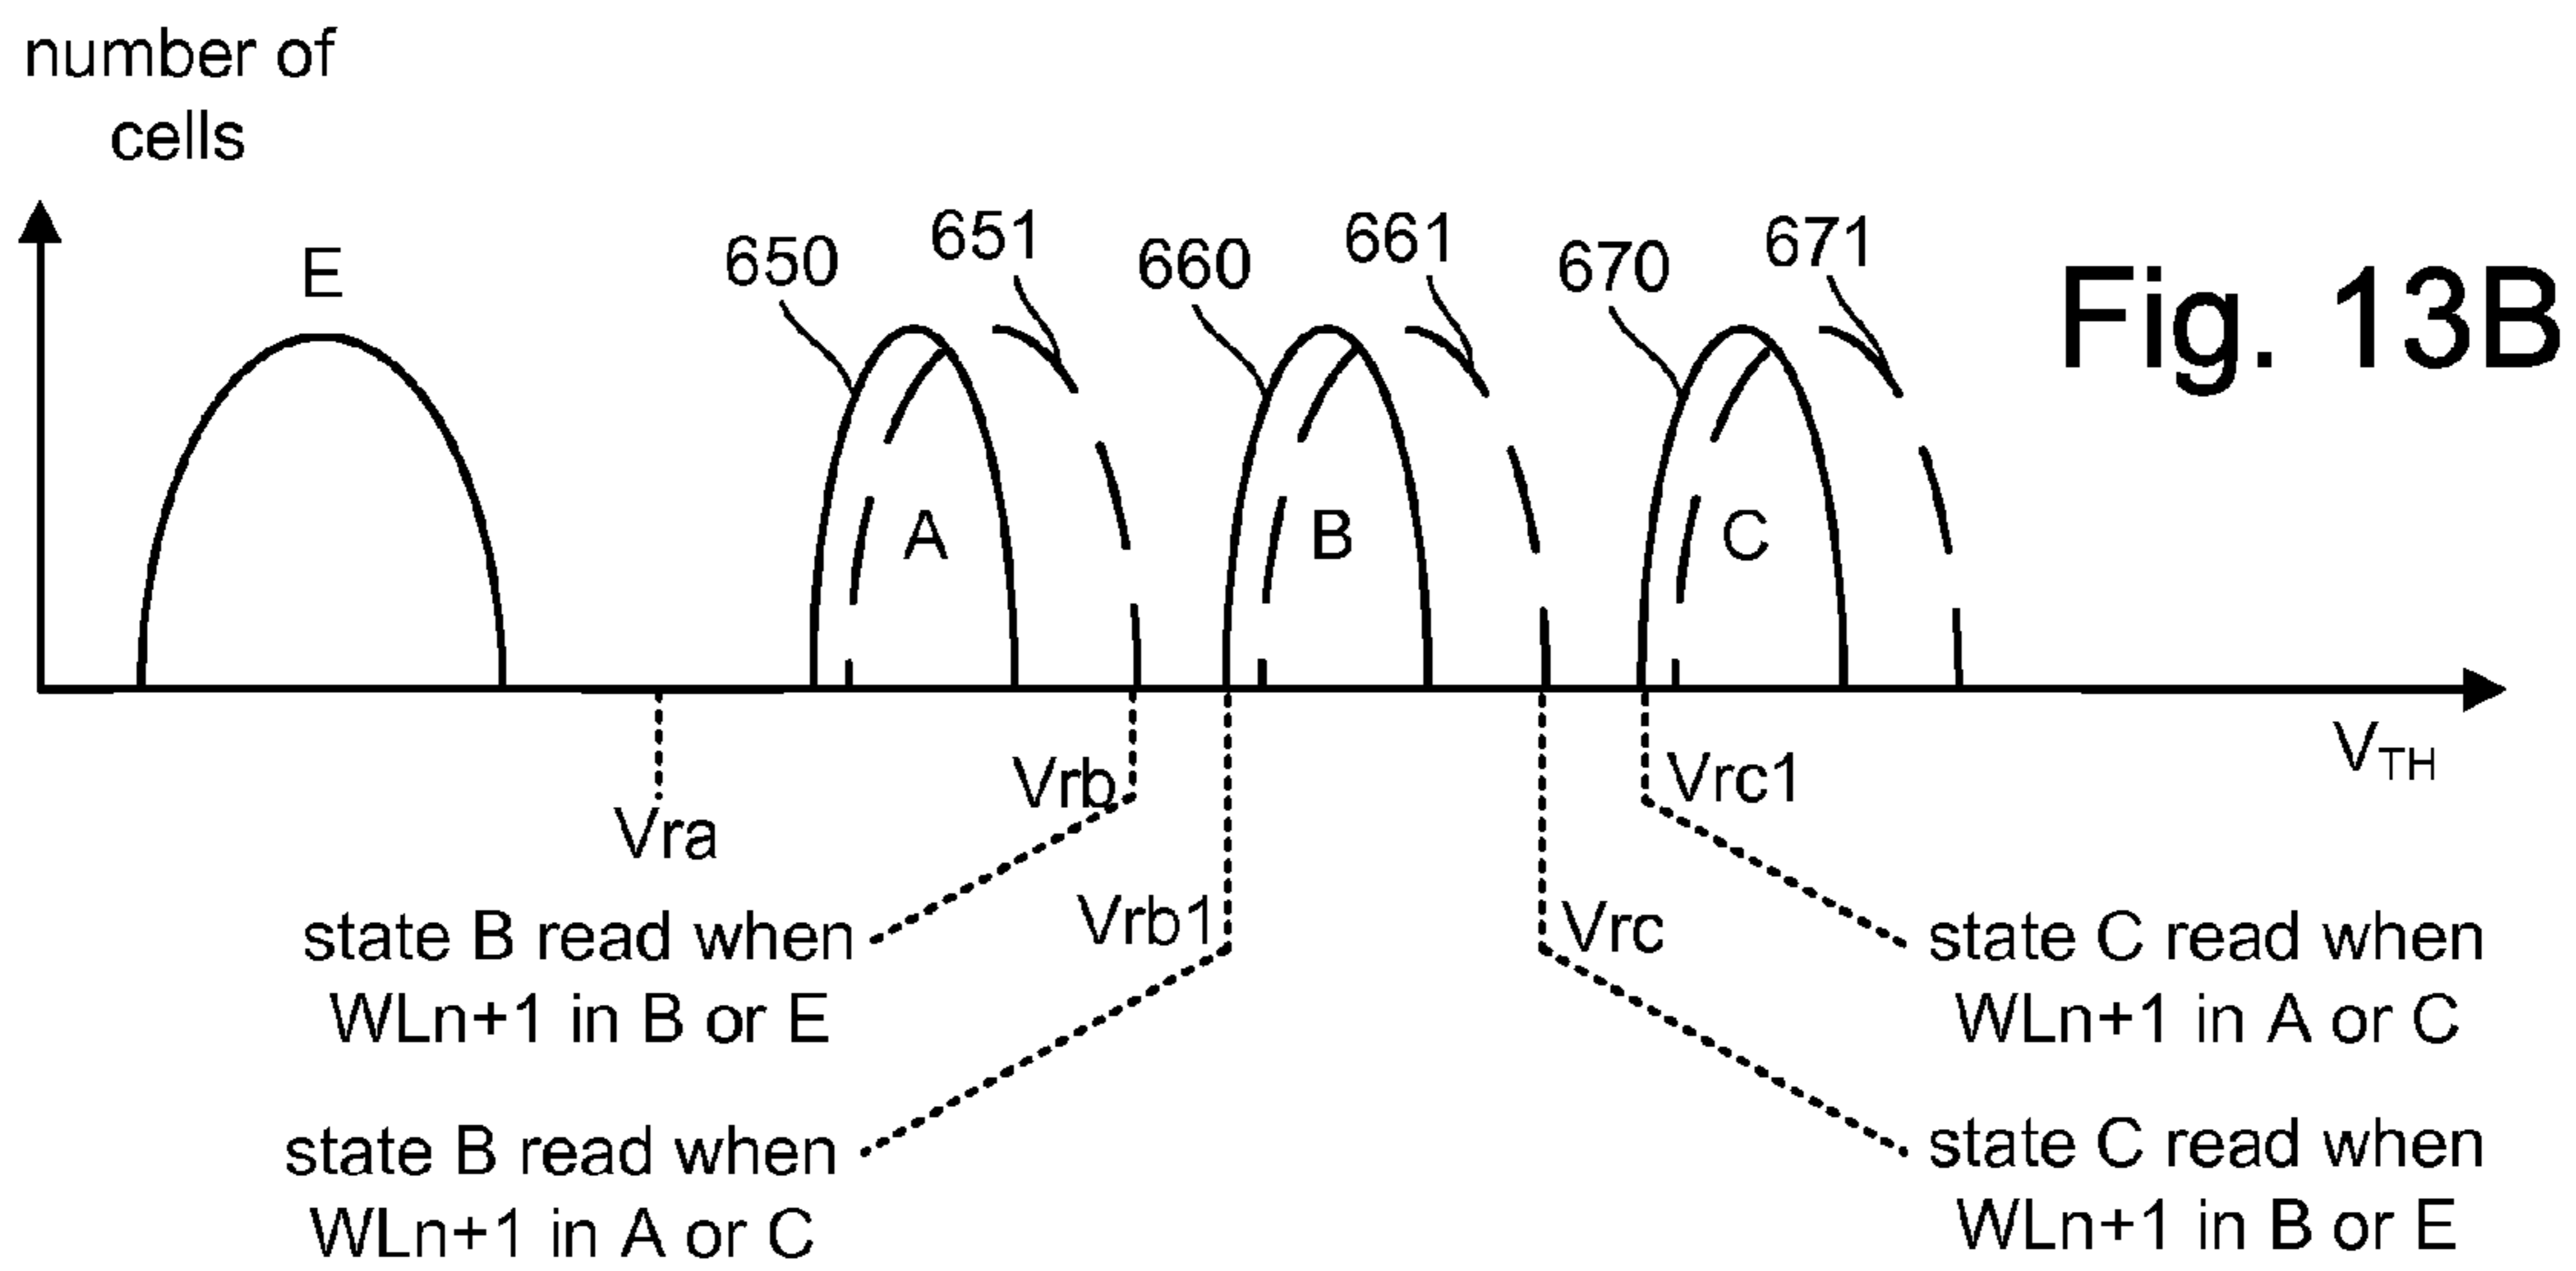 number of
cells
E
650
651
660
661
670
671
Fig. 13B
A
B
C
VTH
Vra
Vrb
Vrb1
Vrc
Vrc1
state B read when
WLn+1 in B or E
state B read when
WLn+1 in A or C
state C read when
WLn+1 in A or C
state C read when
WLn+1 in B or E